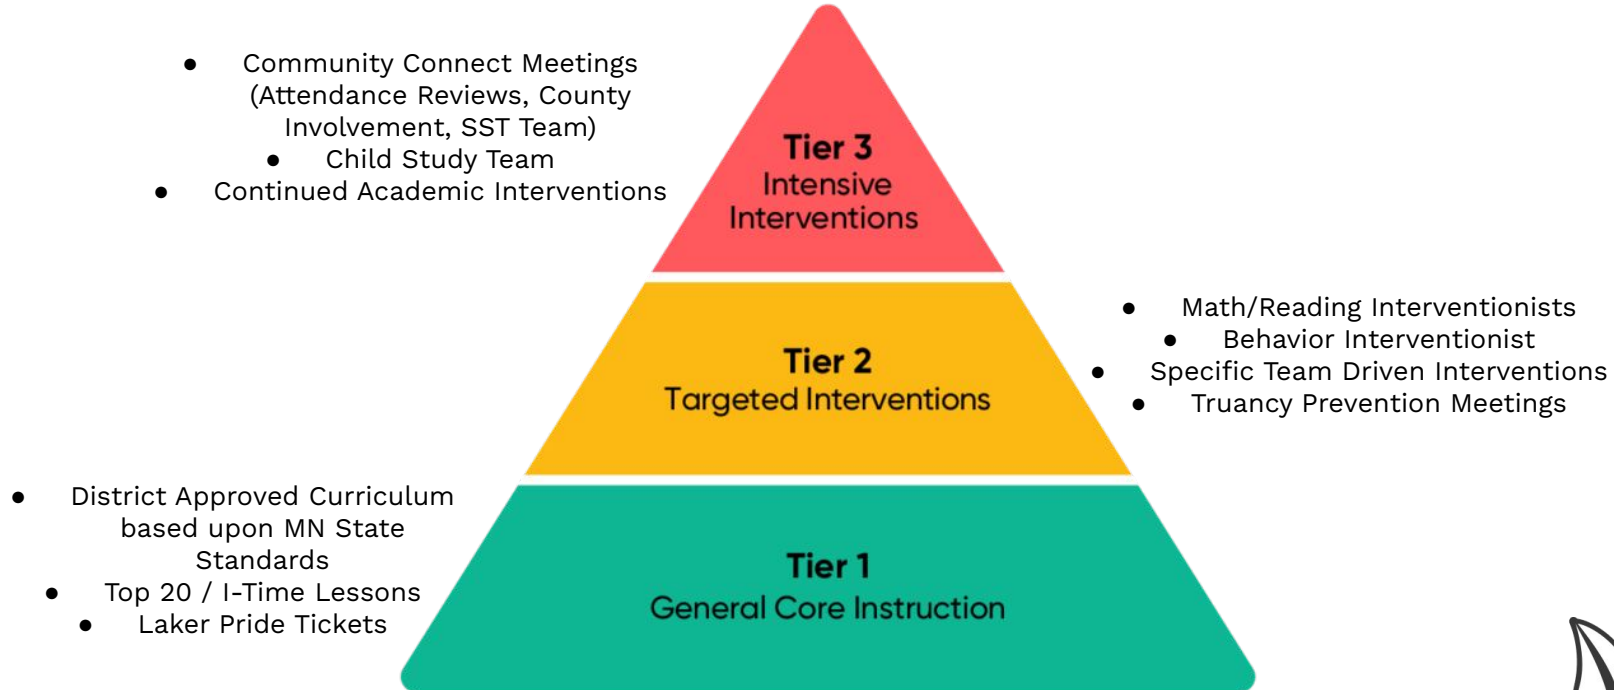 ● Community Connect Meetings
(Attendance Reviews, County
Involvement, SST Team)
● Child Study Team
● Continued Academic Interventions
Tier 3
Intensive
Interventions
● Math/Reading Interventionists
● Behavior Interventionist
● Specific Team Driven Interventions
● Truancy Prevention Meetings
Tier 2
Targeted Interventions
● District Approved Curriculum
based upon MN State
Standards
● Top 20 / I-Time Lessons
● Laker Pride Tickets
Tier 1
General Core Instruction